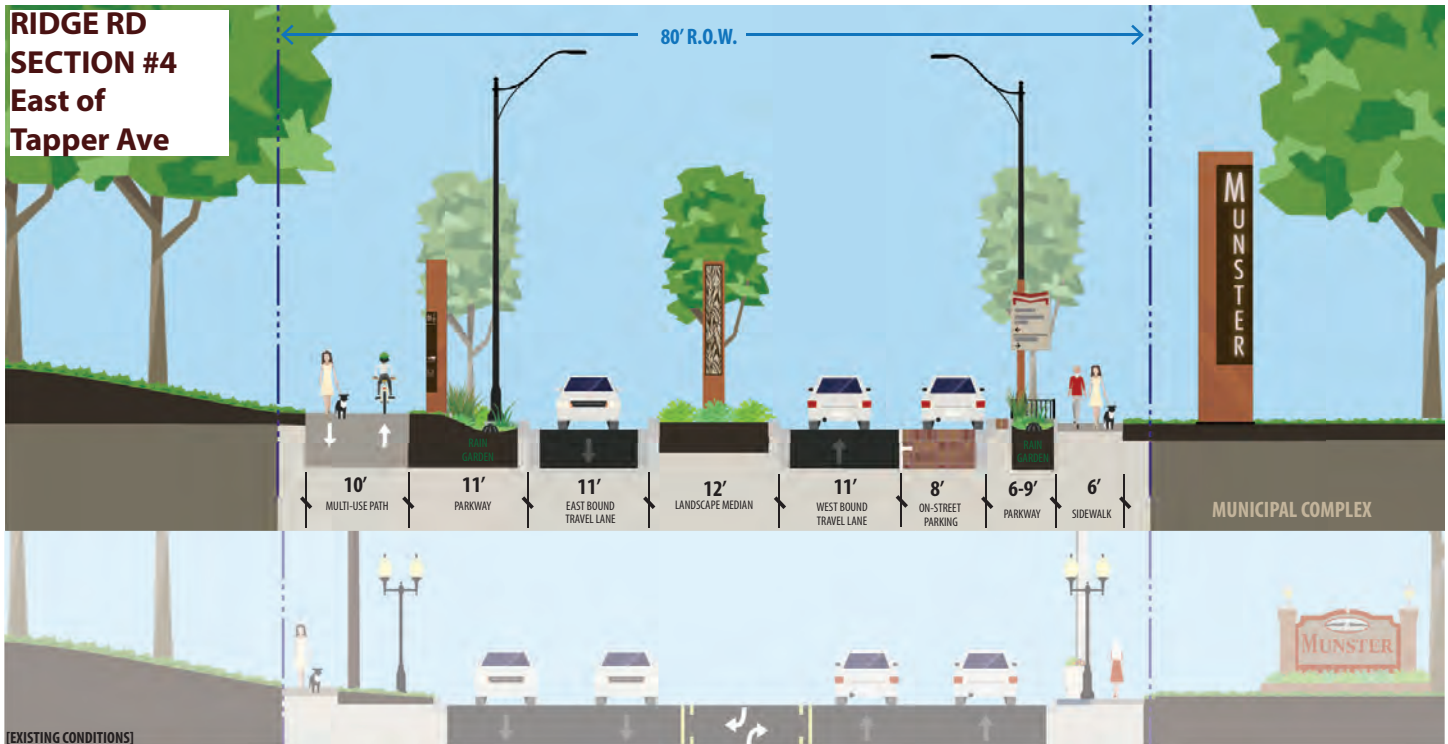 RIDGE RD
SECTION #4
East of
Tapper Ave
80' R.O.W.
MUNSTER
RAIN
GARDEN
RAIN
GARDEN
10'
MULTI-USE PATH
11'
PARKWAY
11'
EAST BOUND
TRAVEL LANE
12'
LANDSCAPE MEDIAN
11'
WEST BOUND
TRAVEL LANE
8'
ON-STREET
PARKING
6-9'
PARKWAY
6'
SIDEWALK
MUNICIPAL COMPLEX
MUNSTER
[EXISTING CONDITIONS]